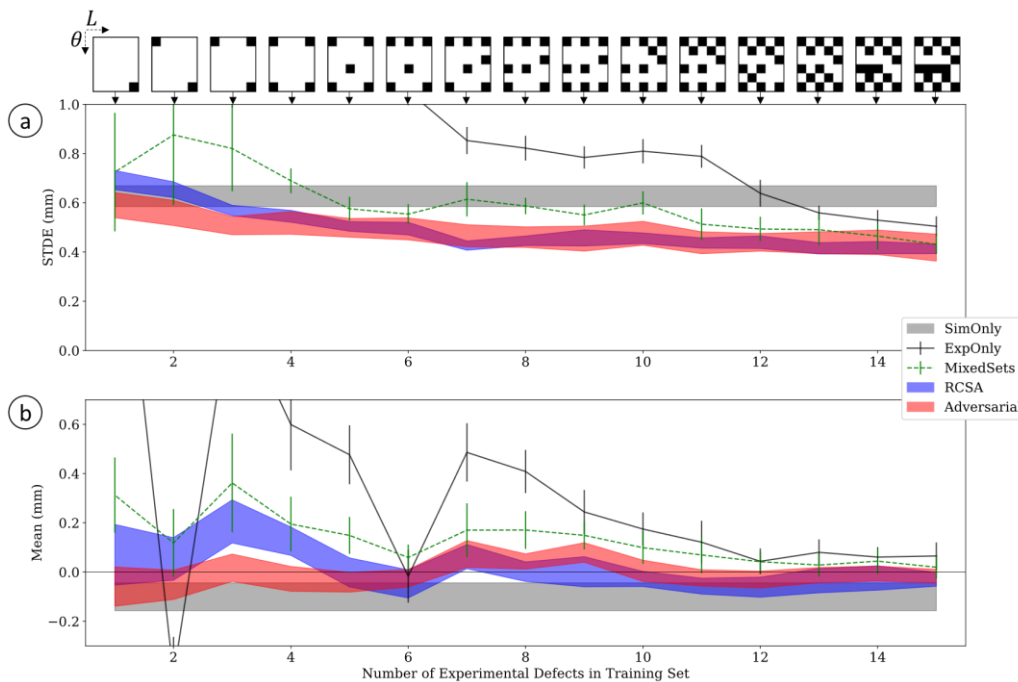 L
θ
a
1.0
0.8
0.6
0.4
0.2
0.0
STDE (mm)
2 4 6 8 10 12 14
SimOnly
ExpOnly
MixedSets
RCSA
Adversaria
b
0.6
0.4
0.2
0.0
−0.2
Mean (mm)
2 4 6 8 10 12 14
Number of Experimental Defects in Training Set